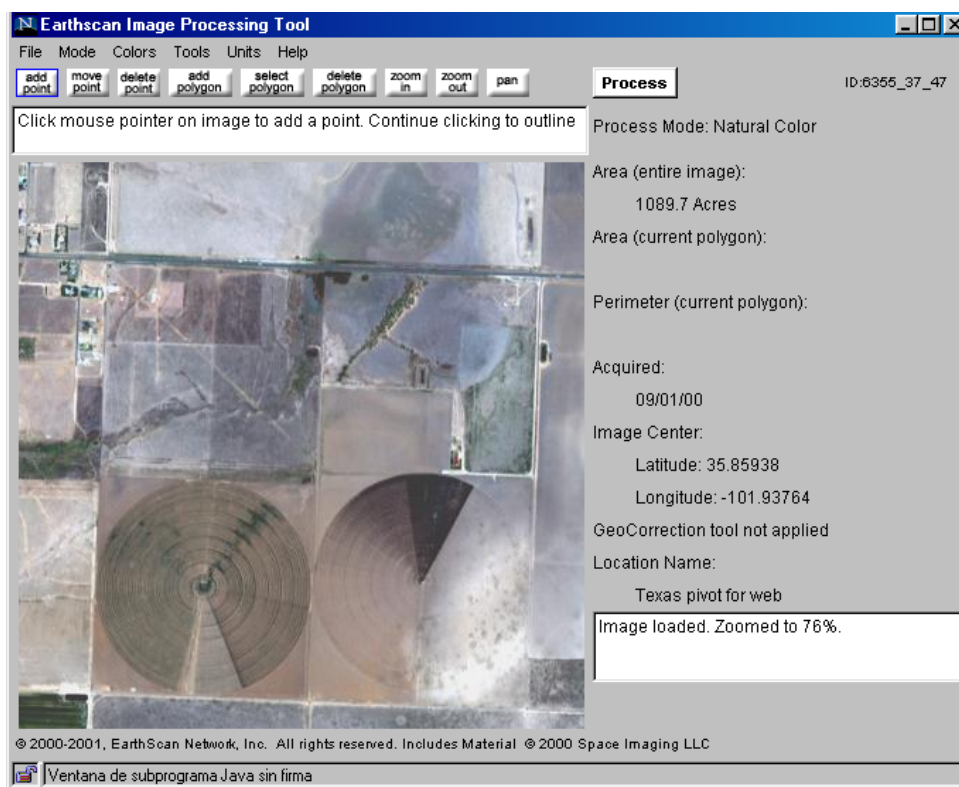 Earthscan Image Processing Tool
File Mode Colors Tools Units Help
add point move point delete point add polygon select polygon delete polygon zoom in zoom out pan Process ID:6355_37_47
Click mouse pointer on image to add a point. Continue clicking to outline
Process Mode: Natural Color
Area (entire image):
1089.7 Acres
Area (current polygon):
Perimeter (current polygon):
Acquired:
09/01/00
Image Center:
Latitude: 35.85938
Longitude: -101.93764
GeoCorrection tool not applied
Location Name:
Texas pivot for web
Image loaded. Zoomed to 76%.
© 2000-2001, EarthScan Network, Inc. All rights reserved. Includes Material © 2000 Space Imaging LLC
Ventana de subprograma Java sin firma